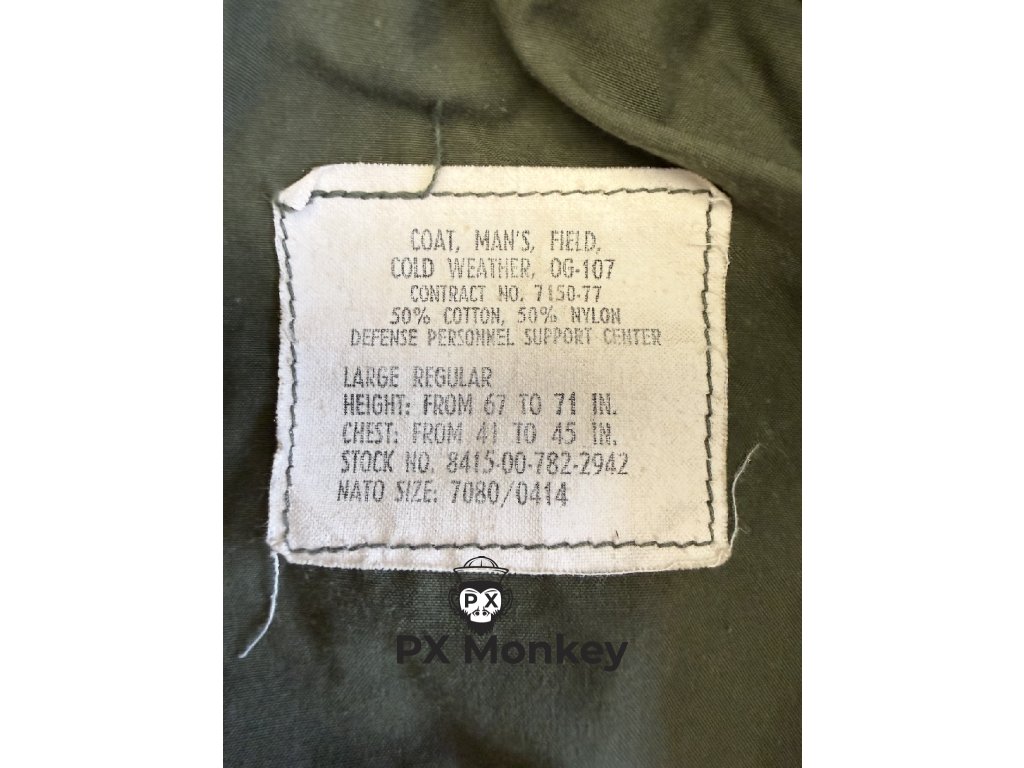 COAT, MAN'S, FIELD,
COLD WEATHER, OG-107
CONTRACT NO. 7150-77
50% COTTON, 50% NYLON
DEFENSE PERSONNEL SUPPORT CENTER
LARGE REGULAR
HEIGHT: FROM 67 TO 71 IN.
CHEST: FROM 41 TO 45 IN.
STOCK NO. 8415-00-782-2942
NATO SIZE: 7080/0414
PX
PX Monkey